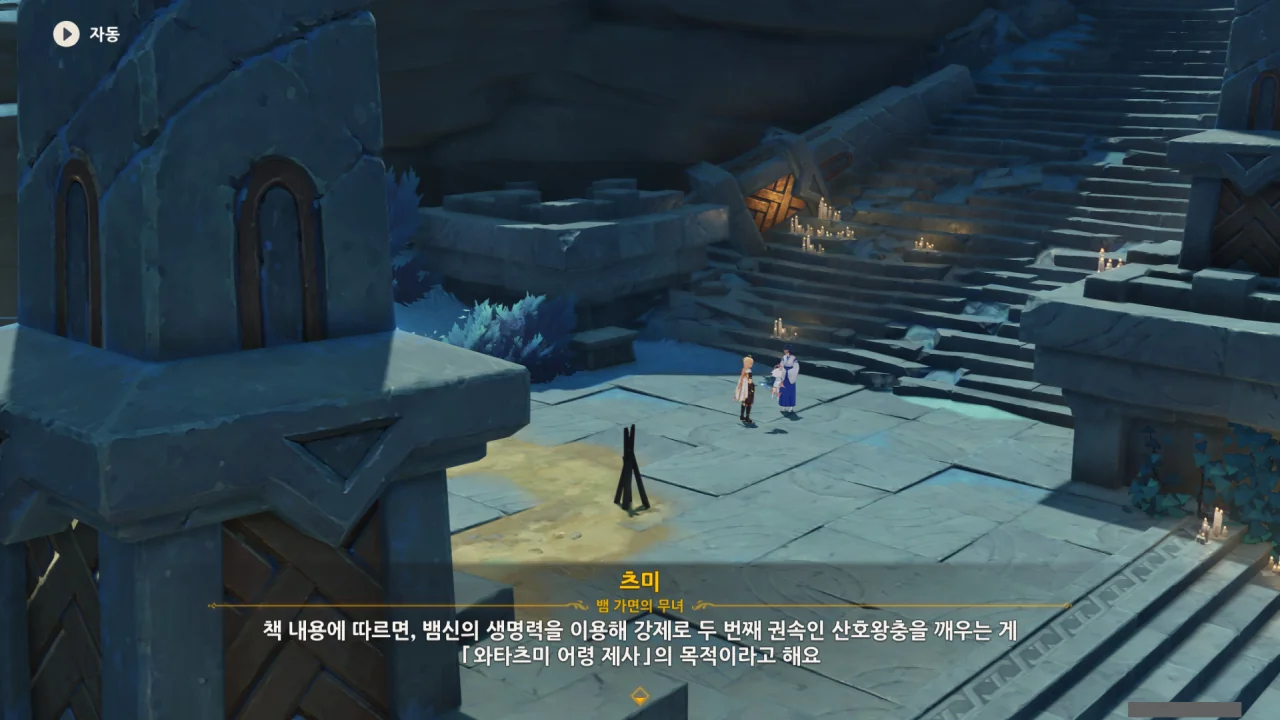 자동
츠미
뱀 가면의 무녀
책 내용에 따르면, 뱀신의 생명력을 이용해 강제로 두 번째 권속인 산호왕충을 깨우는 게
「와타츠미 어령 제사」의 목적이라고 해요